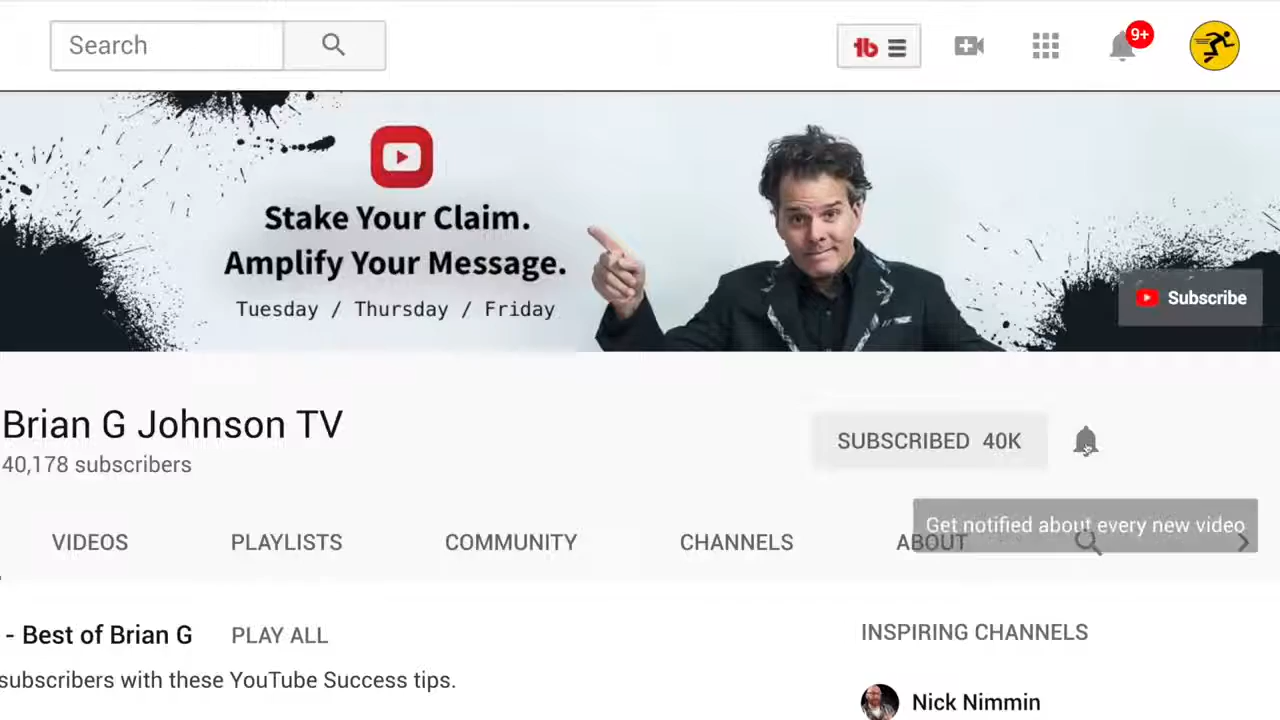 Search
tb
9+
Stake Your Claim.
Amplify Your Message.
Tuesday / Thursday / Friday
Subscribe
Brian G Johnson TV
40,178 subscribers
SUBSCRIBED 40K
Get notified about every new video
VIDEOS PLAYLISTS COMMUNITY CHANNELS ABOUT
- Best of Brian G PLAY ALL
subscribers with these YouTube Success tips.
INSPIRING CHANNELS
Nick Nimmin